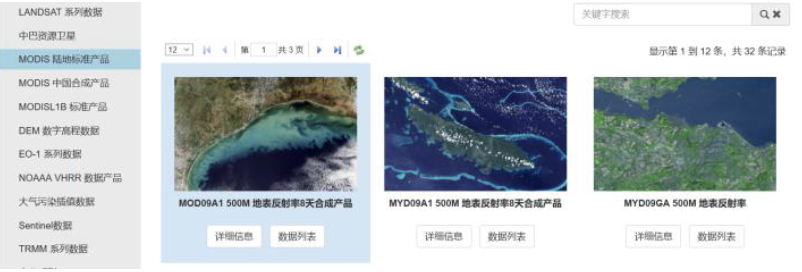 LANDSAT 系列数据
中巴资源卫星
MODIS 陆地标准产品
MODIS 中国合成产品
MODISL1B 标准产品
DEM 数字高程数据
EO-1 系列数据
NOAAA VHRR 数据产品
大气污染插值数据
Sentinel数据
TRMM 系列数据
关键字搜索
12 第 1 共 3 页
显示第 1 到 12 条，共 32 条记录
MOD09A1 500M 地表反射率8天合成产品
详细信息 数据列表
MYD09A1 500M 地表反射率8天合成产品
详细信息 数据列表
MYD09GA 500M 地表反射率
详细信息 数据列表